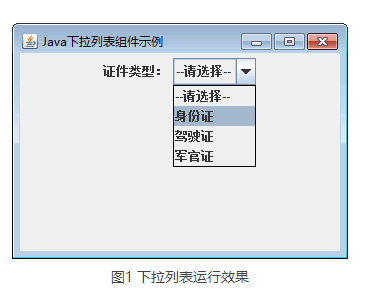 Java下拉列表组件示例
证件类型： --请选择--
--请选择--
身份证
驾驶证
军官证
图1 下拉列表运行效果